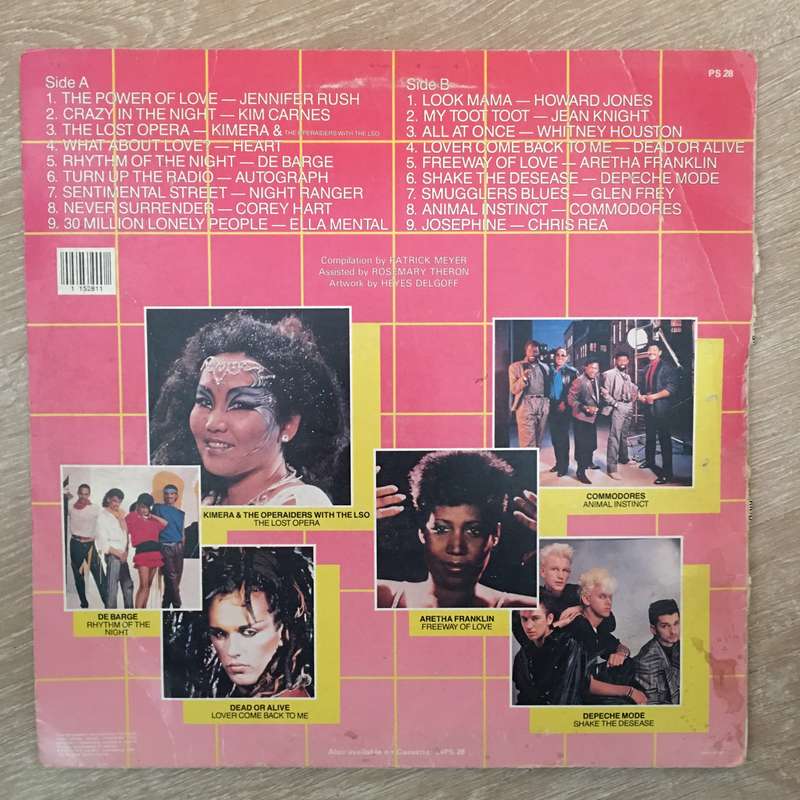 PS 28
Side A
1. THE POWER OF LOVE — JENNIFER RUSH
2. CRAZY IN THE NIGHT — KIM CARNES
3. THE LOST OPERA — KIMERA & THE OPERAIDERS WITH THE LSO
4. WHAT ABOUT LOVE? — HEART
5. RHYTHM OF THE NIGHT — DE BARGE
6. TURN UP THE RADIO — AUTOGRAPH
7. SENTIMENTAL STREET — NIGHT RANGER
8. NEVER SURRENDER — COREY HART
9. 30 MILLION LONELY PEOPLE — ELLA MENTAL
Side B
1. LOOK MAMA — HOWARD JONES
2. MY TOOT TOOT — JEAN KNIGHT
3. ALL AT ONCE — WHITNEY HOUSTON
4. LOVER COME BACK TO ME — DEAD OR ALIVE
5. FREEWAY OF LOVE — ARETHA FRANKLIN
6. SHAKE THE DESEASE — DEPECHE MODE
7. SMUGGLERS BLUES — GLEN FREY
8. ANIMAL INSTINCT — COMMODORES
9. JOSEPHINE — CHRIS REA
Compilation by PATRICK MEYER
Assisted by ROSEMARY THERON
Artwork by HEYES DELGOFF
1 152811
COMMODORES
ANIMAL INSTINCT
KIMERA & THE OPERAIDERS WITH THE LSO
THE LOST OPERA
DE BARGE
RHYTHM OF THE
NIGHT
ARETHA FRANKLIN
FREEWAY OF LOVE
DEAD OR ALIVE
LOVER COME BACK TO ME
DEPECHE MODE
SHAKE THE DESEASE
Also available on Cassette: 28